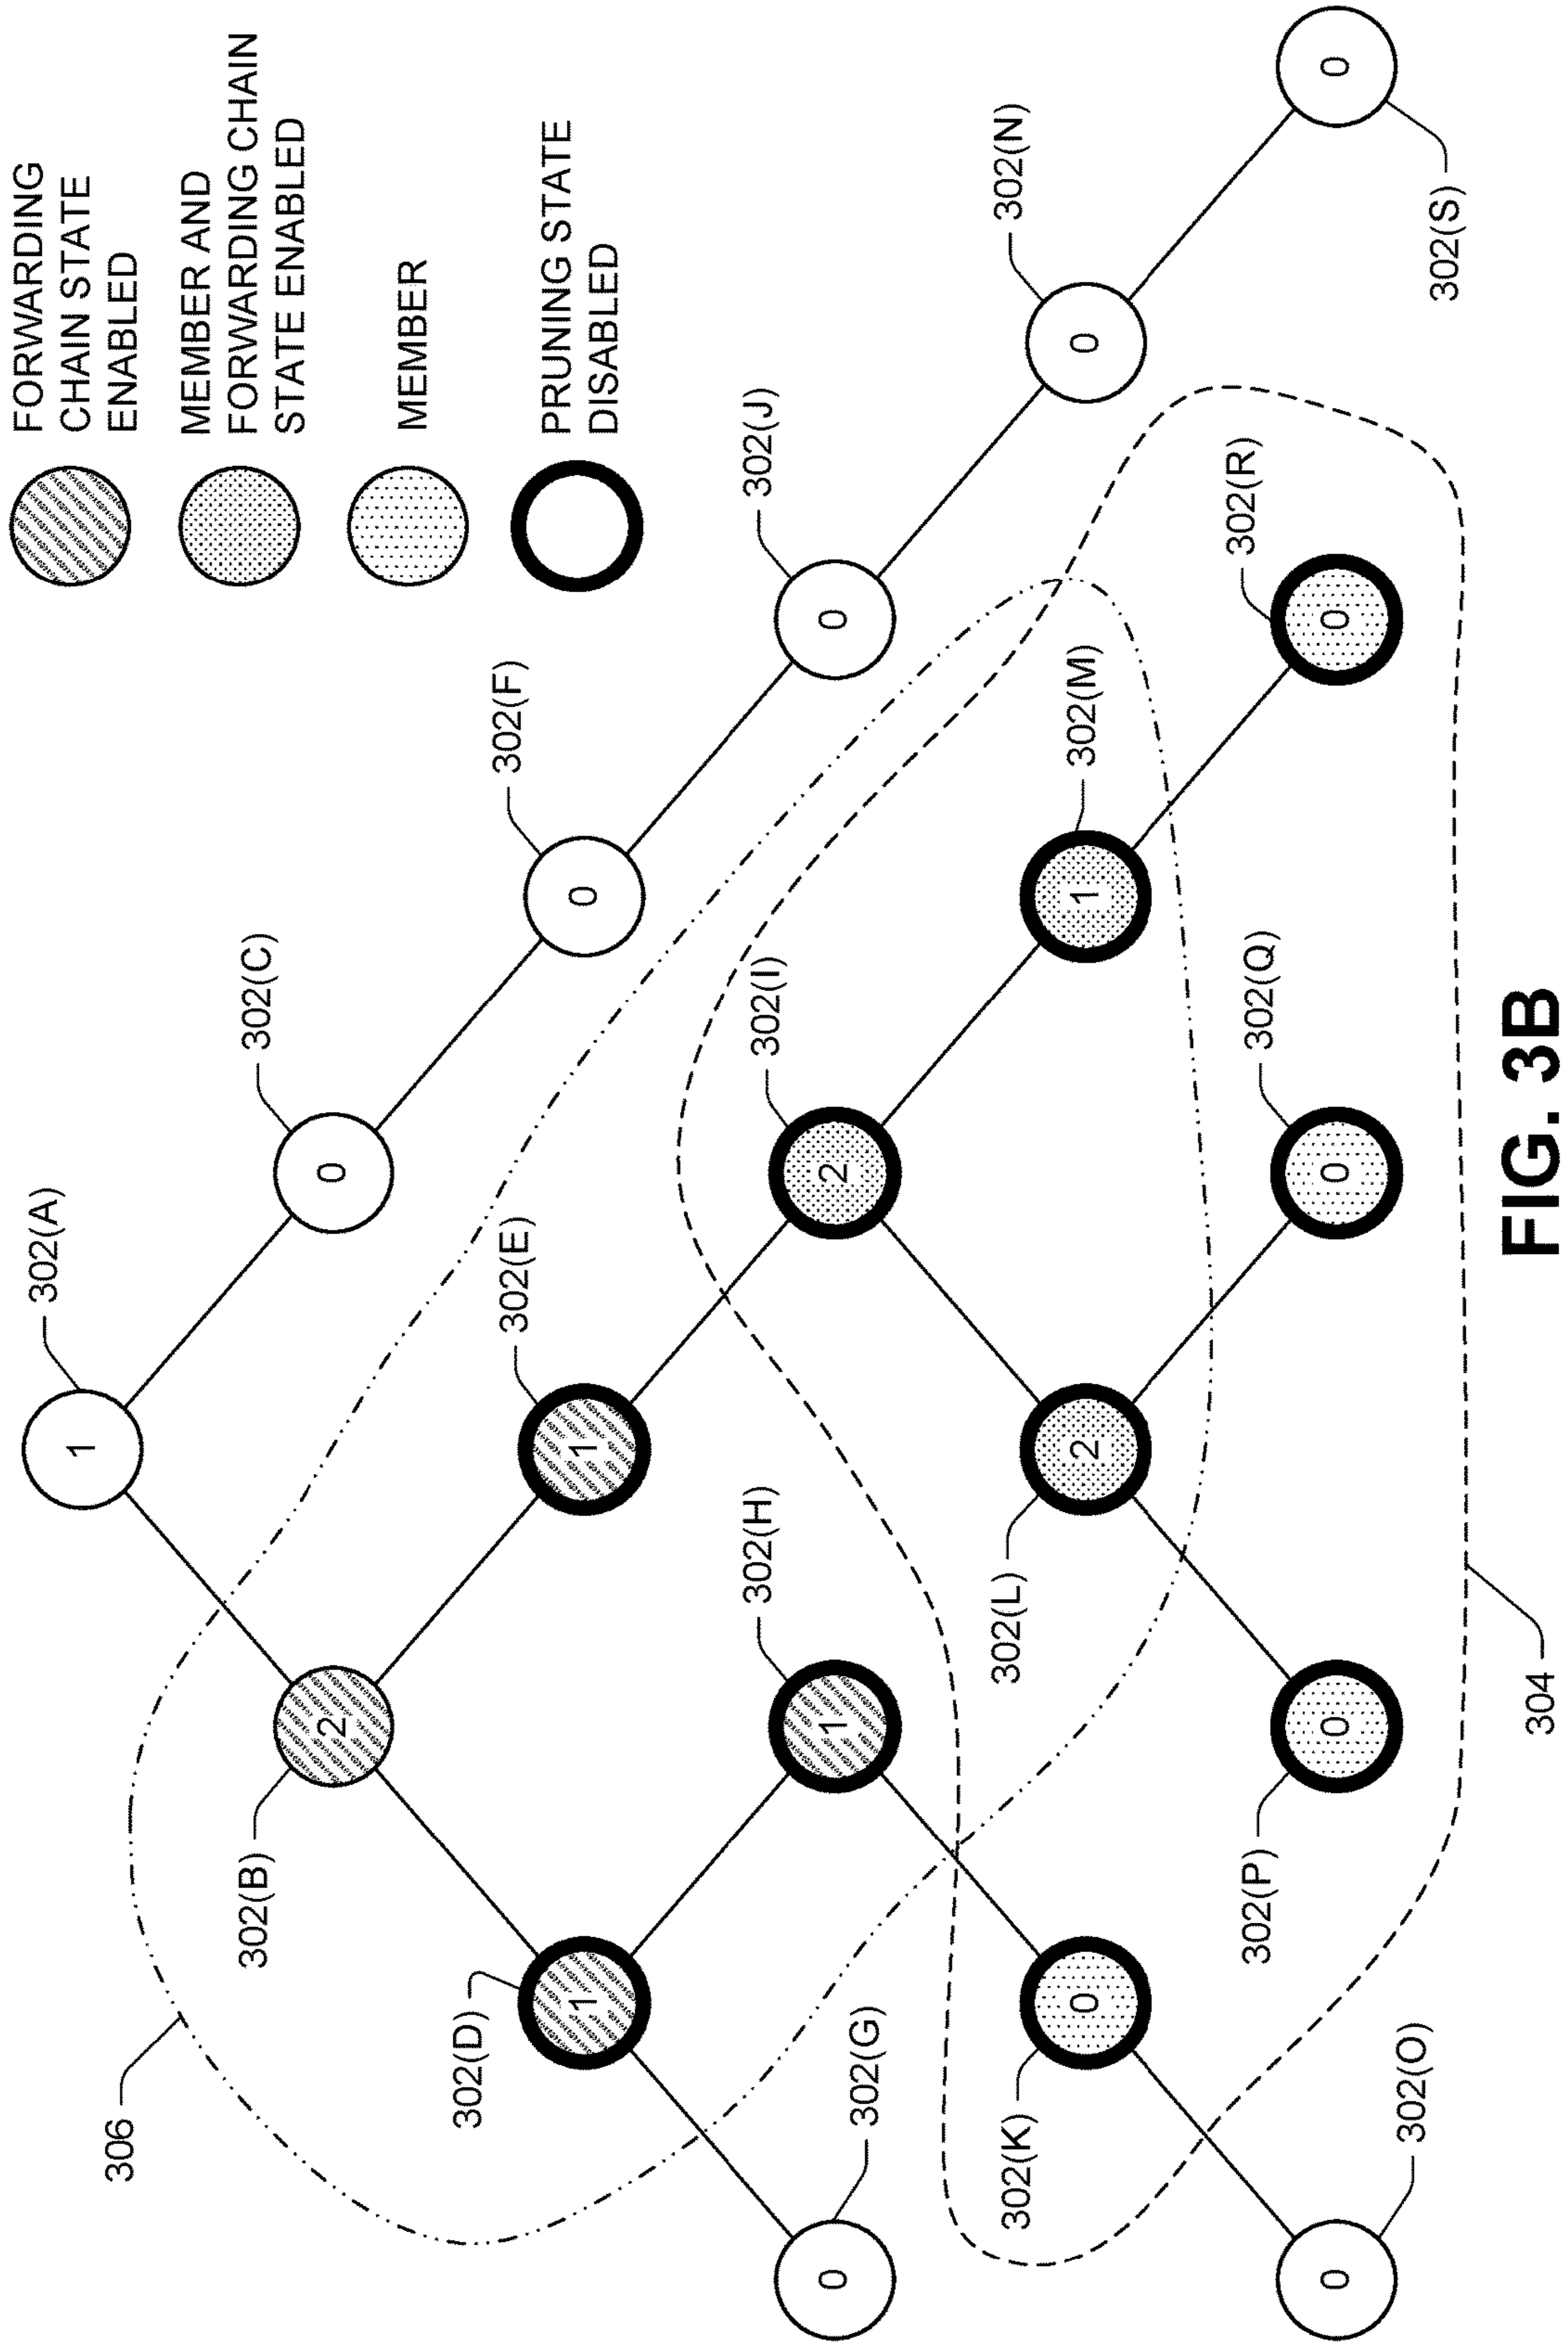 FORWARDING
CHAIN STATE
ENABLED
MEMBER AND
FORWARDING CHAIN
STATE ENABLED
MEMBER
PRUNING STATE
DISABLED
302(A)
1
306
302(B)
302(C)
2
0
302(D)
302(E)
302(F)
1
1
0
302(H)
302(I)
302(J)
0
1
2
0
302(G)
302(K)
302(L)
302(M)
302(N)
0
2
1
0
302(P)
302(Q)
302(R)
0
0
0
0
0
302(O)
302(S)
304
FIG. 3B